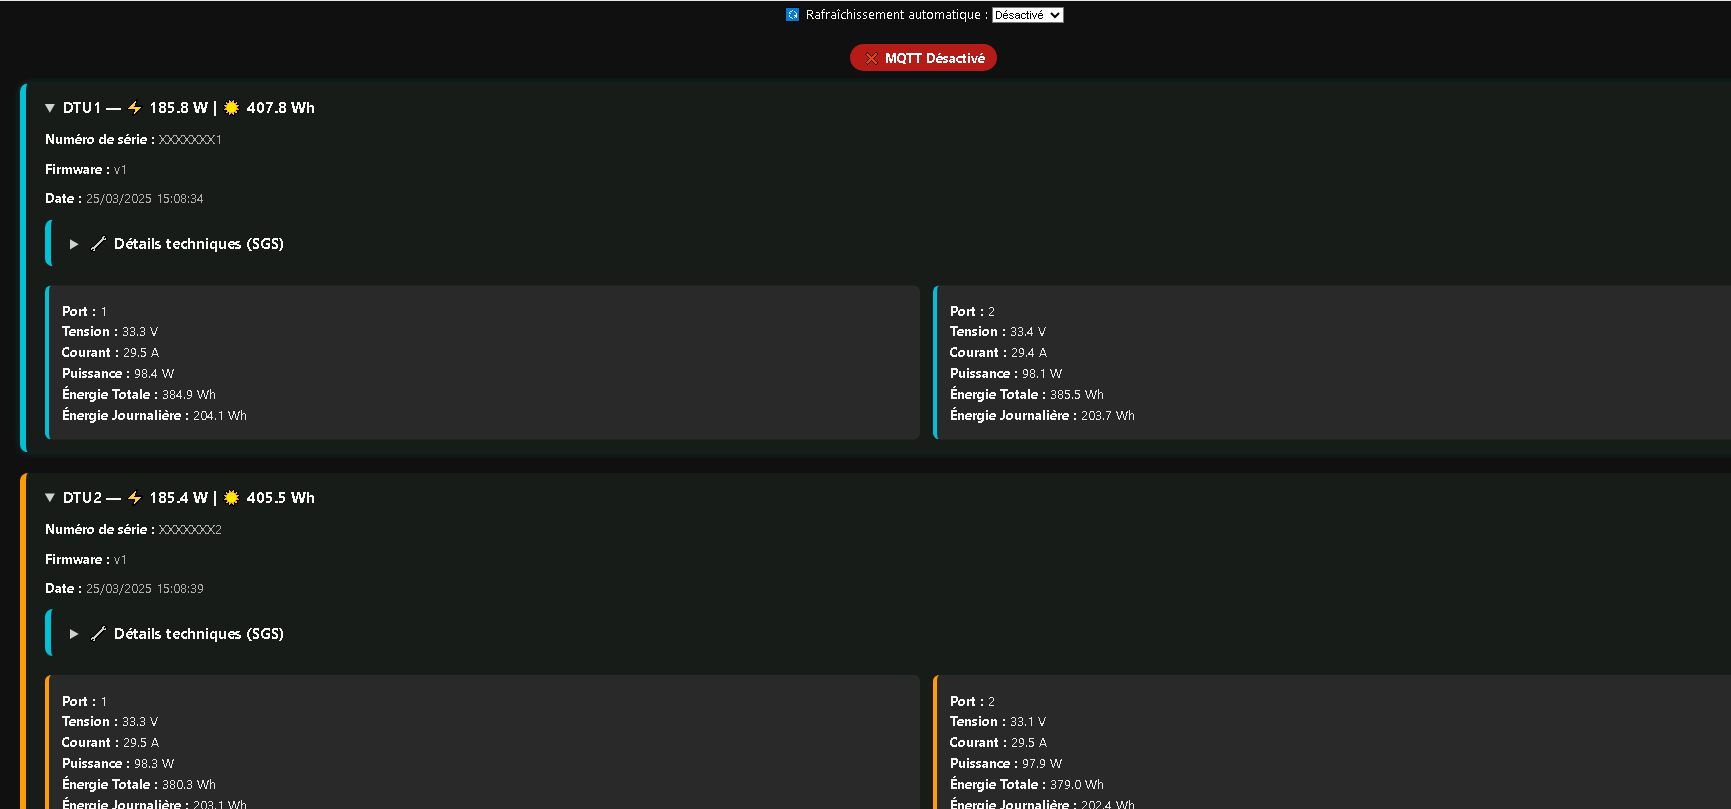 Rafraîchissement automatique : Désactivé
MQTT Désactivé
DTU1 — 185.8 W | 407.8 Wh
Numéro de série : XXXXXXX1
Firmware : v1
Date : 25/03/2025 15:08:34
Détails techniques (SGS)
Port : 1
Tension : 33.3 V
Courant : 29.5 A
Puissance : 98.4 W
Énergie Totale : 384.9 Wh
Énergie Journalière : 204.1 Wh
Port : 2
Tension : 33.4 V
Courant : 29.4 A
Puissance : 98.1 W
Énergie Totale : 385.5 Wh
Énergie Journalière : 203.7 Wh
DTU2 — 185.4 W | 405.5 Wh
Numéro de série : XXXXXXX2
Firmware : v1
Date : 25/03/2025 15:08:39
Détails techniques (SGS)
Port : 1
Tension : 33.3 V
Courant : 29.5 A
Puissance : 98.3 W
Énergie Totale : 380.3 Wh
Énergie Journalière : 203.1 Wh
Port : 2
Tension : 33.1 V
Courant : 29.5 A
Puissance : 97.9 W
Énergie Totale : 379.0 Wh
Énergie Journalière : 202.4 Wh